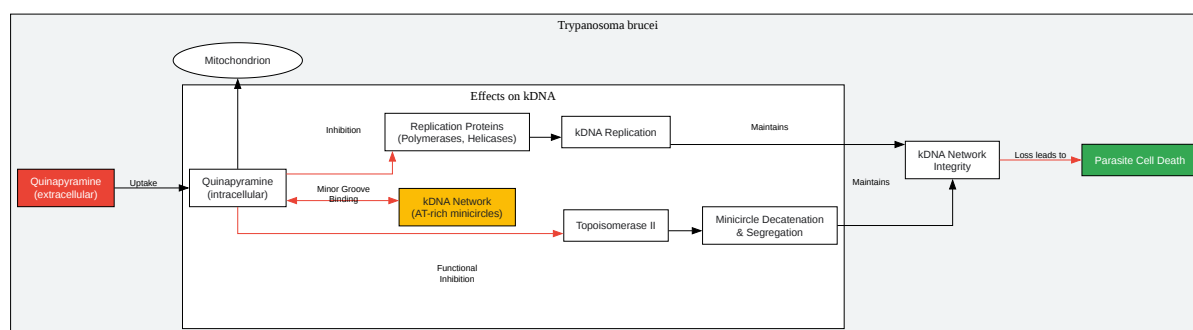 Trypanosoma brucei
Mitochondrion
Effects on kDNA
Inhibition
Replication Proteins
(Polymerases, Helicases)
kDNA Replication
Maintains
kDNA Network
Integrity
Loss leads to
Parasite Cell Death
Quinapyramine
(extracellular)
Uptake
Quinapyramine
(intracellular)
Minor Groove
Binding
kDNA Network
(AT-rich minicircles)
Maintains
Topoisomerase II
Minicircle Decatenation
& Segregation
Functional
Inhibition